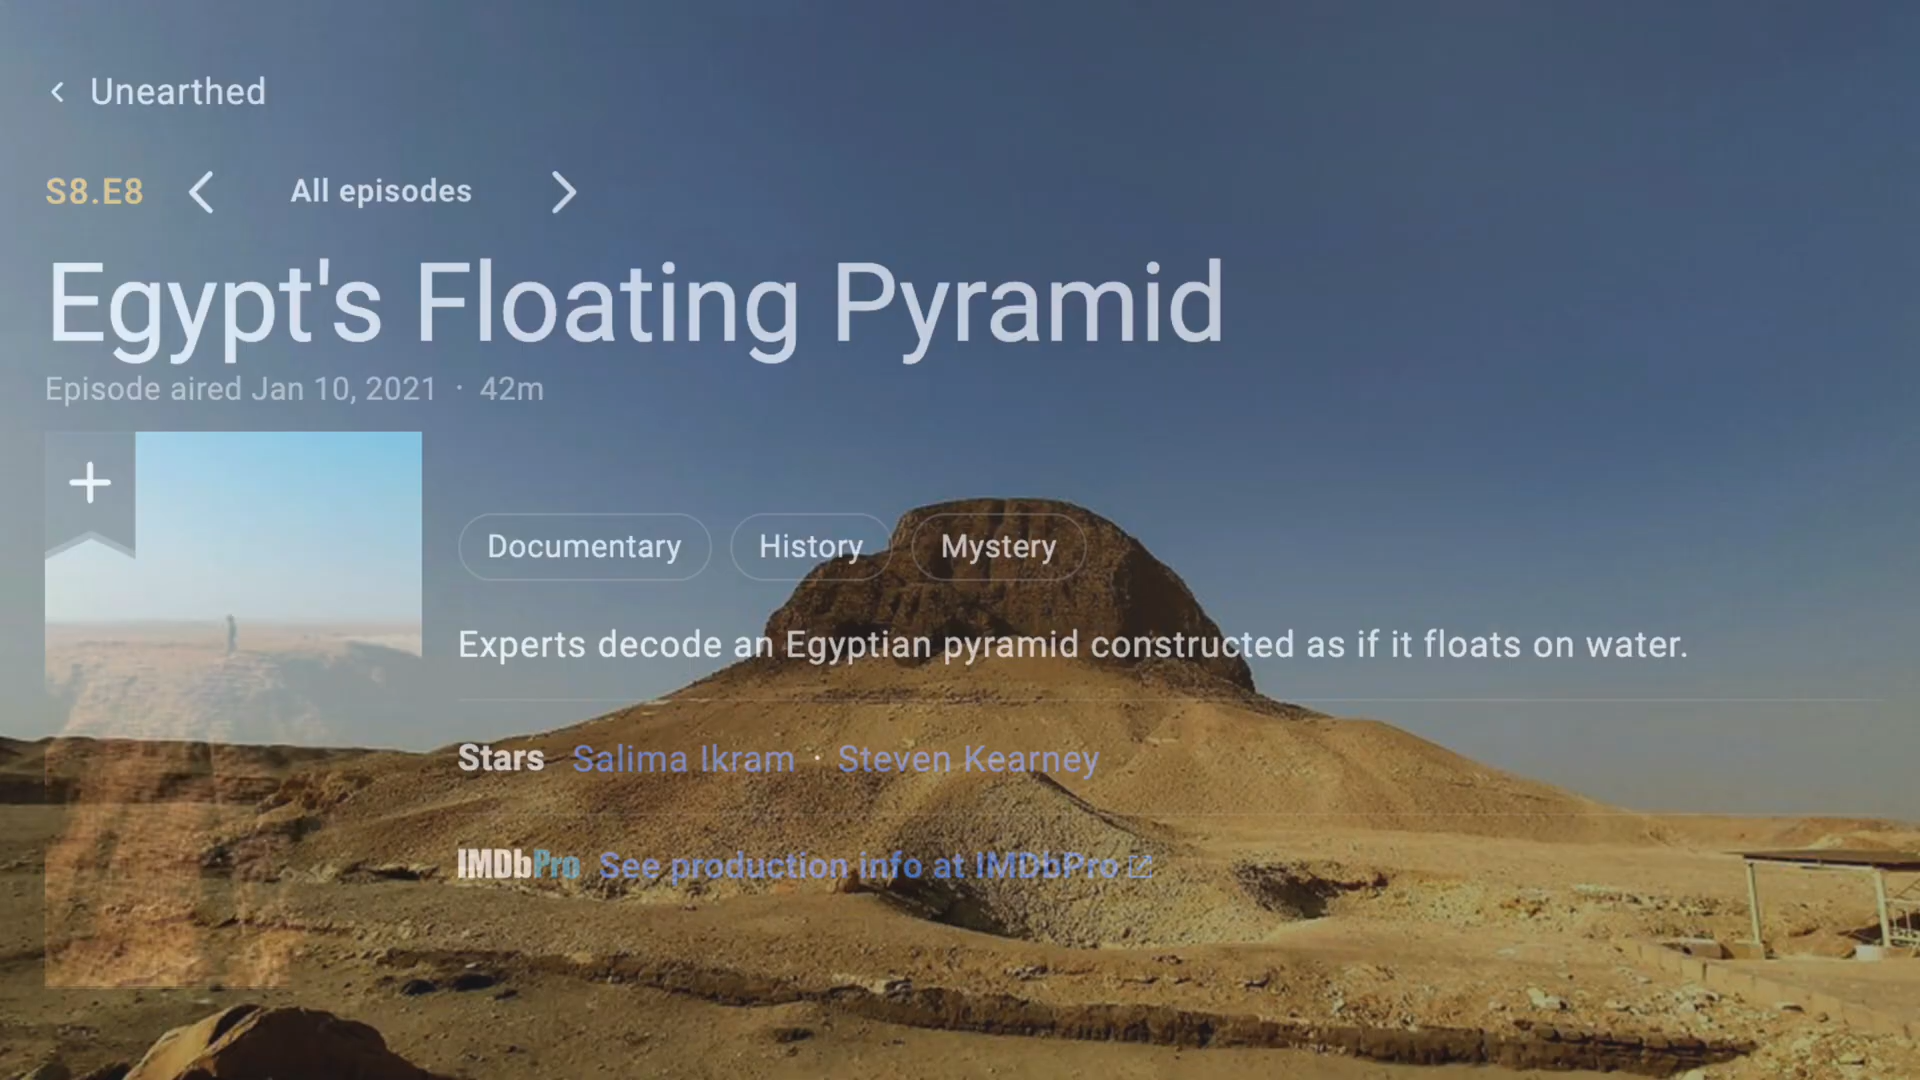 Unearthed
S8.E8 All episodes
Egypt's Floating Pyramid
Episode aired Jan 10, 2021 · 42m
Documentary History Mystery
Experts decode an Egyptian pyramid constructed as if it floats on water.
Stars Salima Ikram · Steven Kearney
IMDbPro See production info at IMDbPro